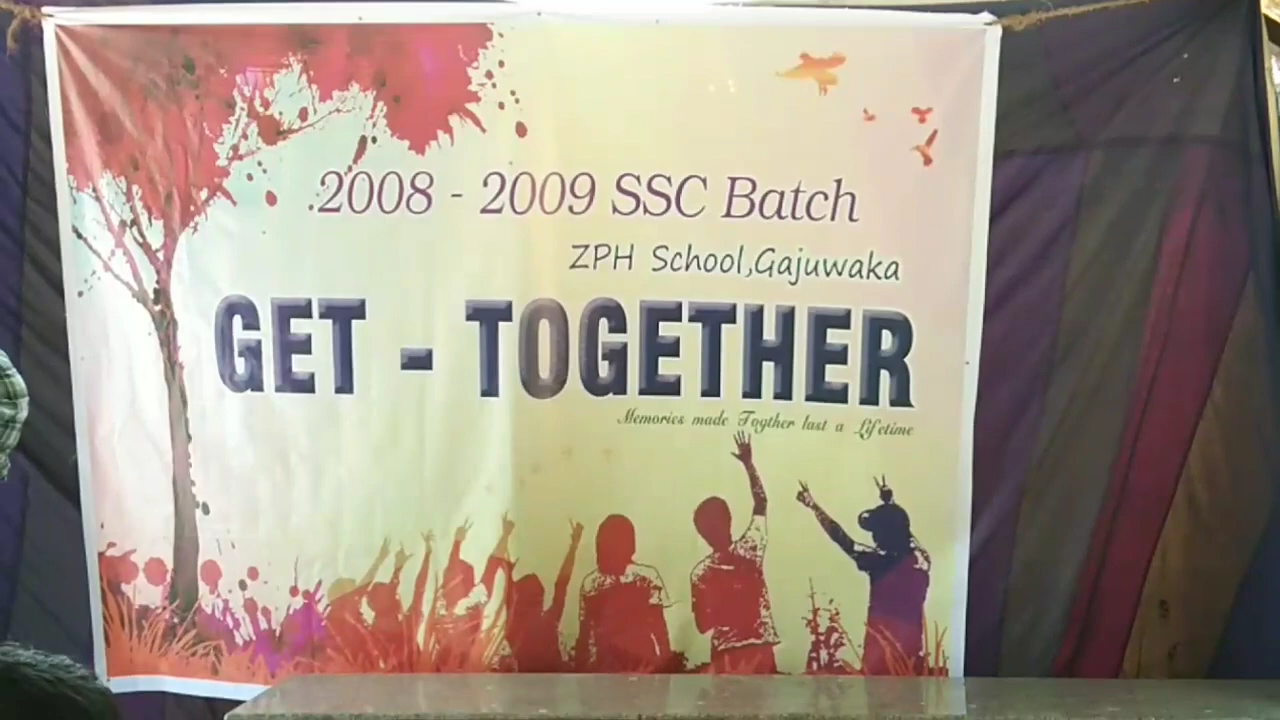 2008 - 2009 SSC Batch
ZPH School,Gajuwaka
GET - TOGETHER
Memories made Togther last a Lifetime